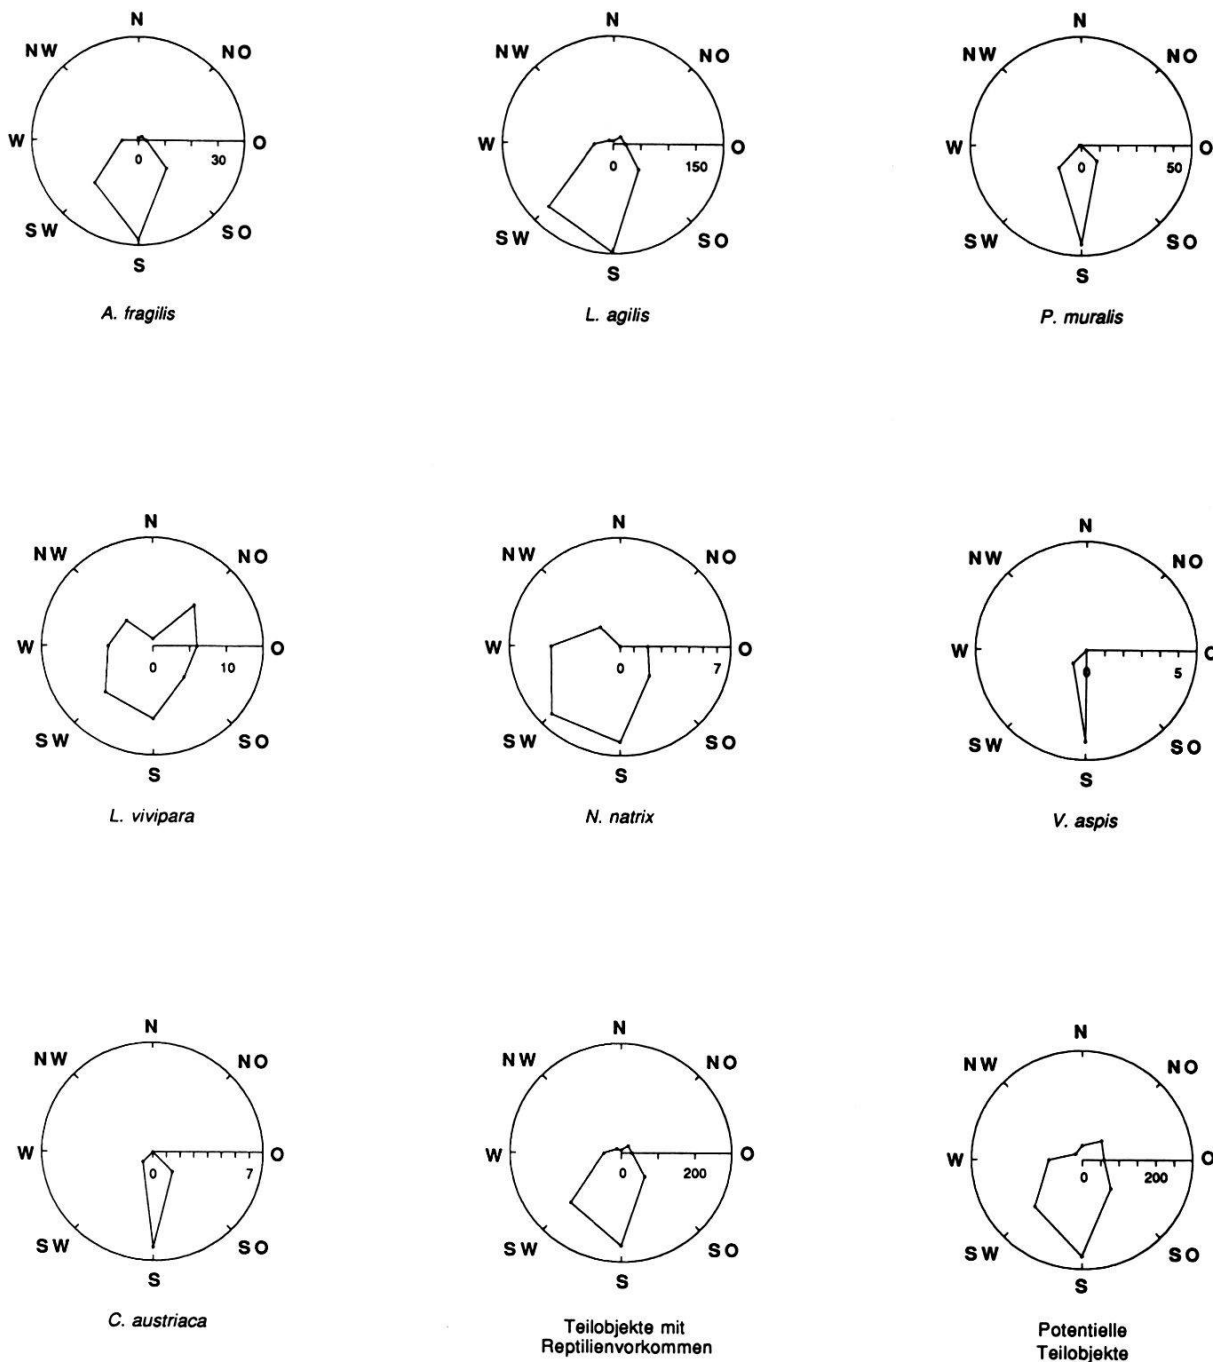 N
NW NO
W O
0 30
SW SO
S
A. fragilis
N
NW NO
W O
0 150
SW SO
S
L. agilis
N
NW NO
W O
0 50
SW SO
S
P. muralis
N
NW NO
W O
0 10
SW SO
S
L. vivipara
N
NW NO
W O
0 7
SW SO
S
N. natrix
N
NW NO
W O
0 5
SW SO
S
V. aspis
N
NW NO
W O
0 7
SW SO
S
C. austriaca
N
NW NO
W O
0 200
SW SO
S
Teilobjekte mit
Reptilienvorkommen
N
NW NO
W O
0 200
SW SO
S
Potentielle
Teilobjekte